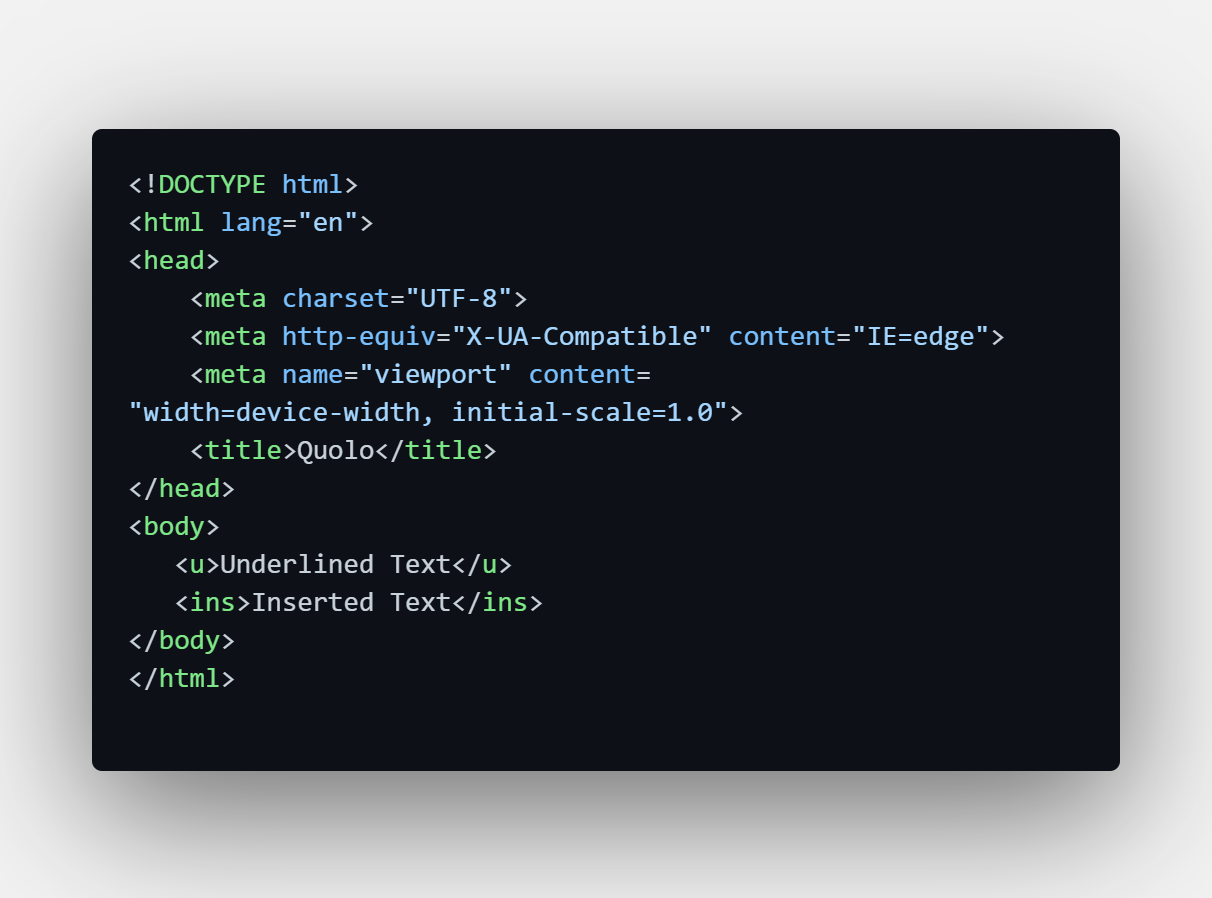 <!DOCTYPE html>
<html lang="en">
<head>
    <meta charset="UTF-8">
    <meta http-equiv="X-UA-Compatible" content="IE=edge">
    <meta name="viewport" content=
"width=device-width, initial-scale=1.0">
    <title>Quolo</title>
</head>
<body>
   <u>Underlined Text</u>
   <ins>Inserted Text</ins>
</body>
</html>